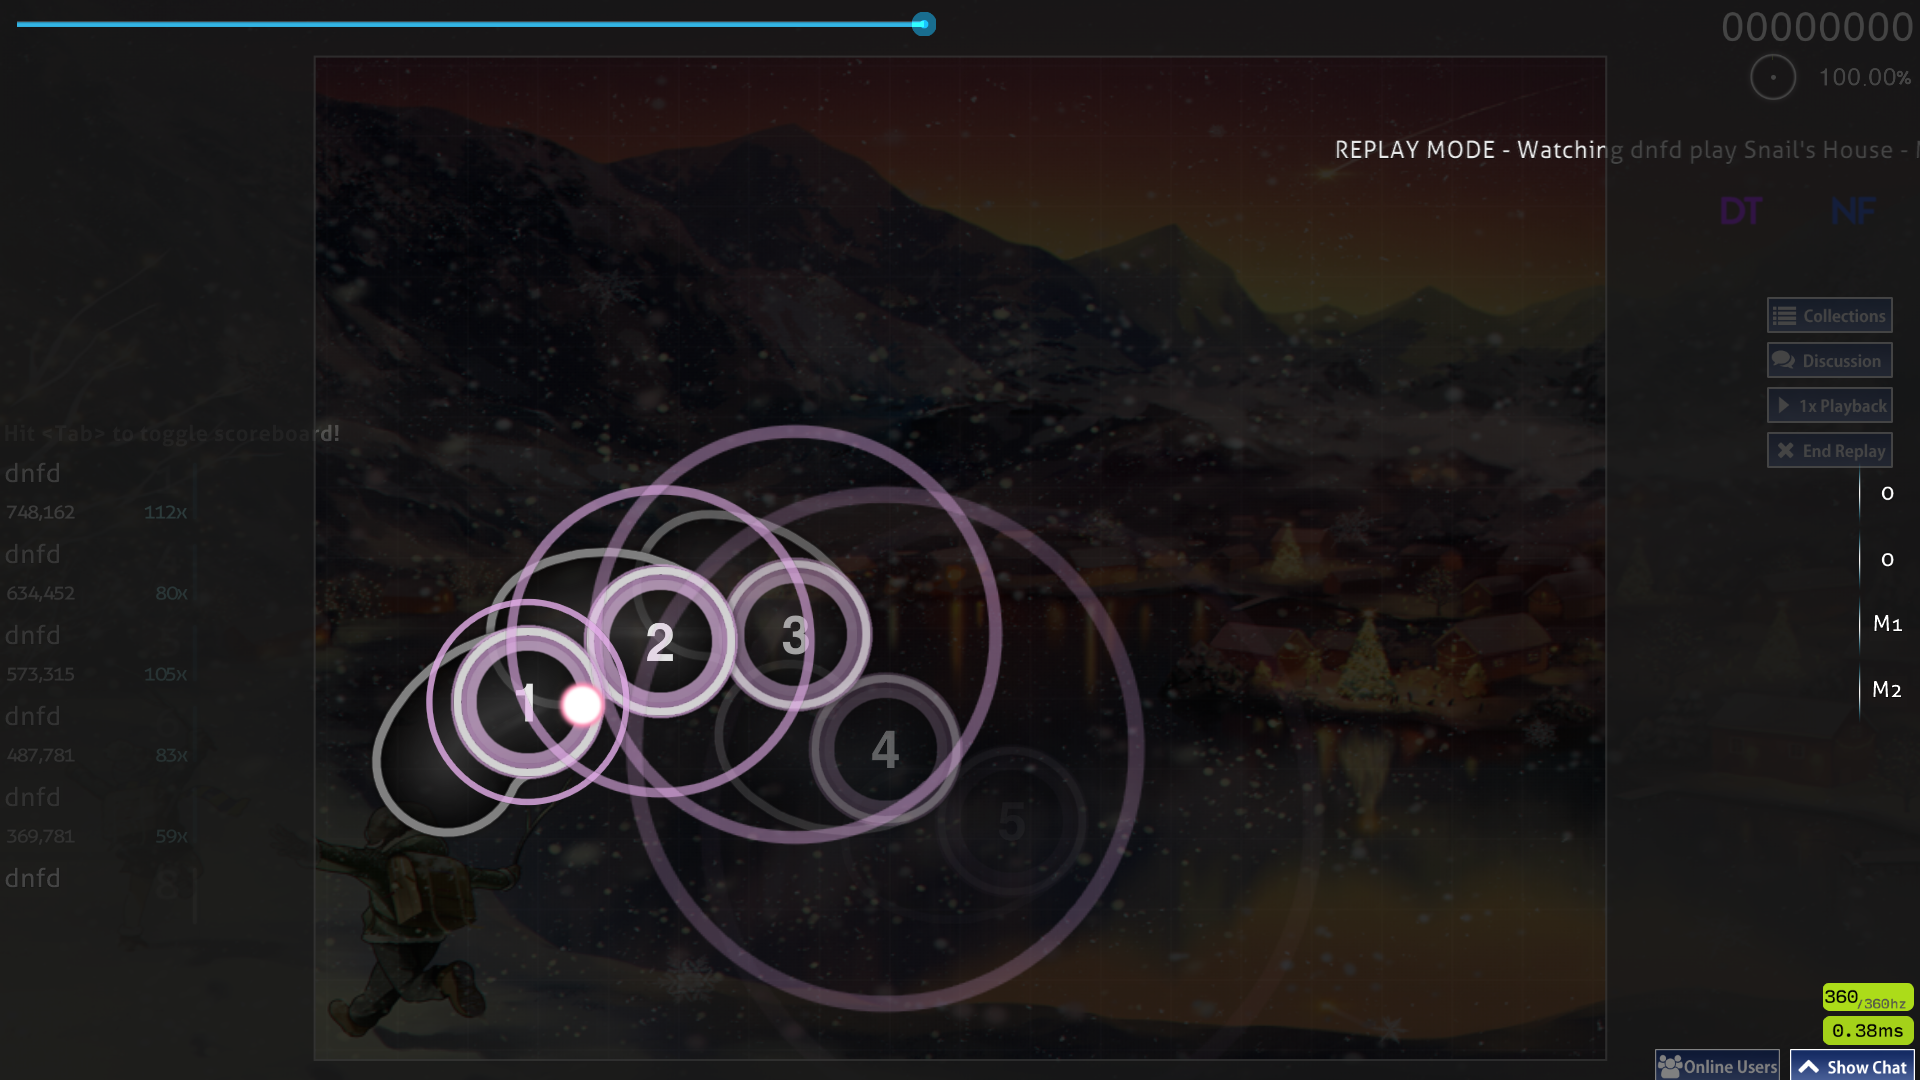 00000000
100.00%
REPLAY MODE - Watching dnfd play Snail's House -
DT NF
Collections
Discussion
1x Playback
End Replay
Hit <Tab> to toggle scoreboard!
dnfd
748,162 112x
dnfd
634,452 80x
dnfd
573,315 105x
dnfd
487,781 83x
dnfd
369,781 59x
dnfd
0
0
M1
M2
1
2
3
4
5
360/360hz
0.38ms
Online Users
Show Chat